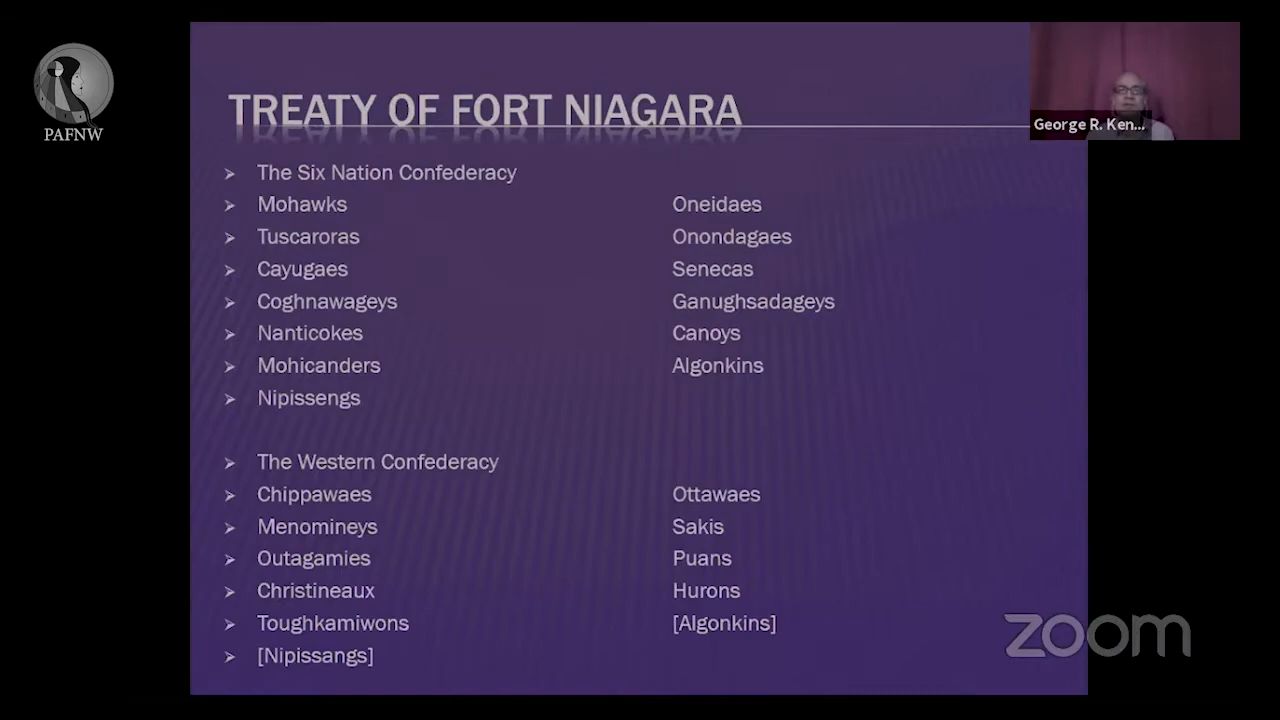 PAFNW
TREATY OF FORT NIAGARA
George R. Ken...
➢ The Six Nation Confederacy
➢ Mohawks Oneidaes
➢ Tuscaroras Onondagaes
➢ Cayugaes Senecas
➢ Coghnawageys Ganughsadageys
➢ Nanticokes Canoys
➢ Mohicanders Algonkins
➢ Nipissengs
➢ The Western Confederacy
➢ Chippawaes Ottawaes
➢ Menomineys Sakis
➢ Outagamies Puans
➢ Christineaux Hurons
➢ Toughkamiwons [Algonkins]
➢ [Nipissangs]
zoom